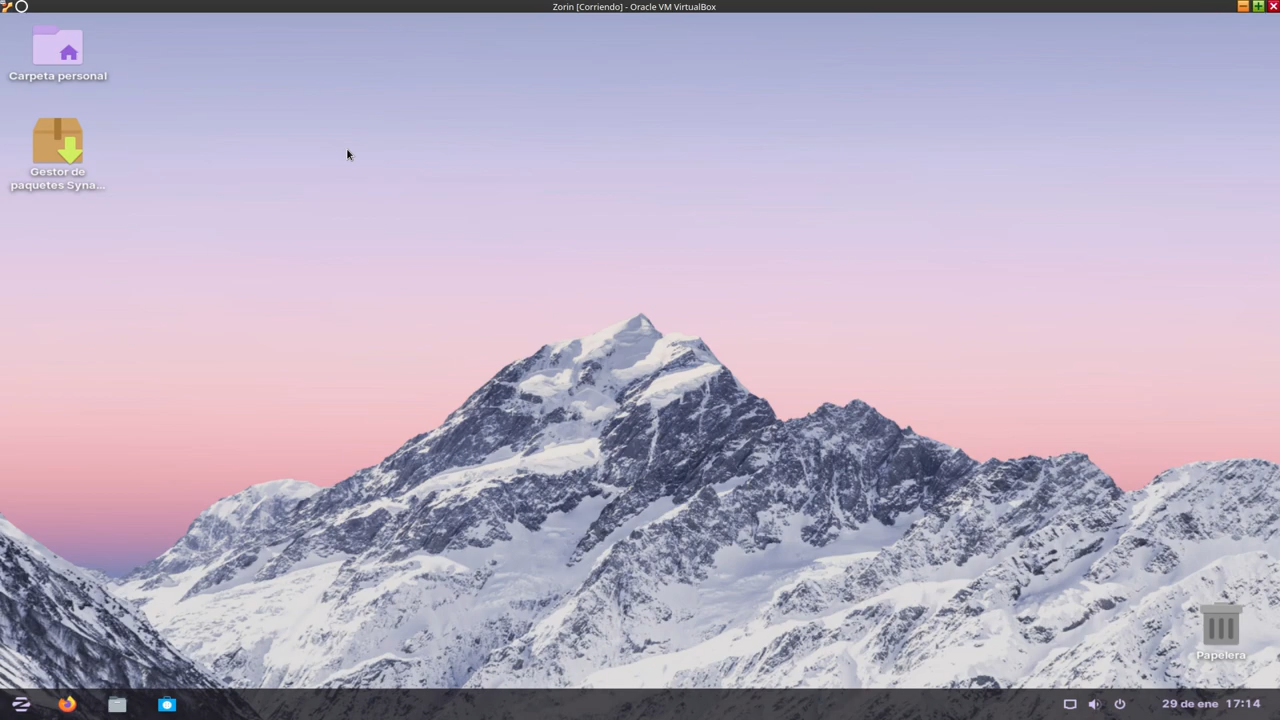 Zorin [Corriendo] - Oracle VM VirtualBox
Carpeta personal
Gestor de
paquetes Syna...
Papelera
29 de ene 17:14